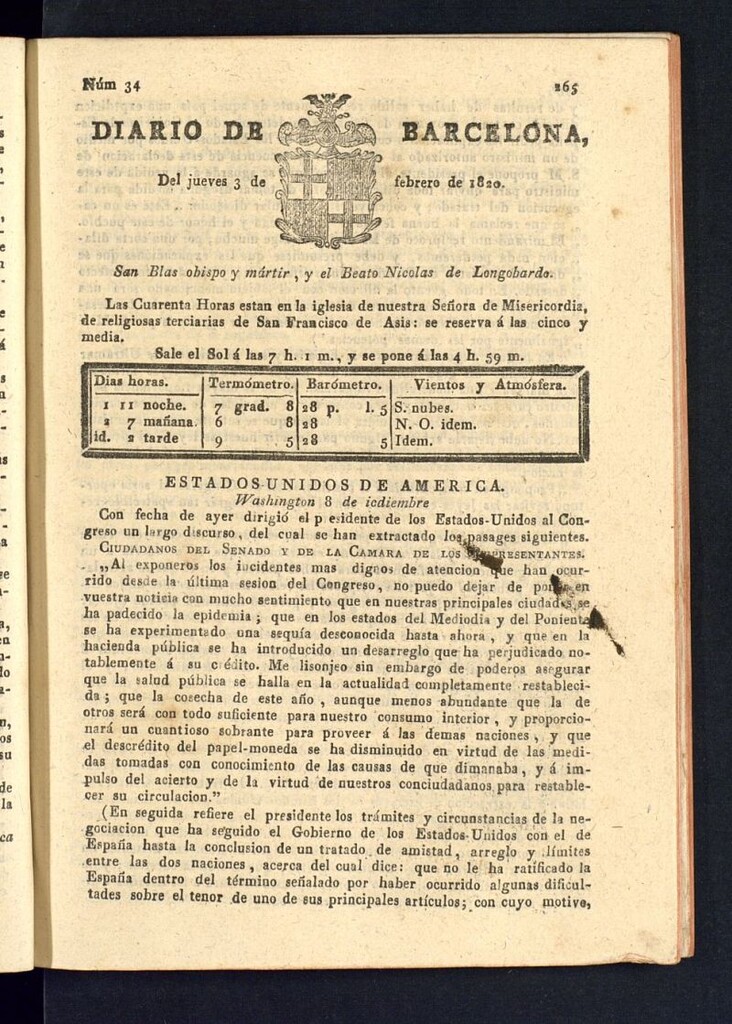 Núm 34 265
DIARIO DE BARCELONA,
Del jueves 3 de febrero de 1820.
San Blas obispo y mártir, y el Beato Nicolas de Longobardo.
Las Cuarenta Horas estan en la iglesia de nuestra Señora de Misericordia,
de religiosas terciarias de San Francisco de Asis: se reserva á las cinco y
media.
Sale el Sol á las 7 h. 1 m., y se pone á las 4 h. 59 m.
Dias horas. Termómetro. Barómetro. Vientos y Atmósfera.
1 11 noche. 7 grad. 8 28 p. l. 5 S. nubes.
2 7 mañana. 6 8 28 N. O. idem.
id. 2 tarde 9 5 28 5 Idem.
ESTADOS-UNIDOS DE AMERICA.
Washington 8 de icdiembre
Con fecha de ayer dirigió el p esidente de los Estados-Unidos al Con-
greso un largo discurso, del cual se han extractado los pasages siguientes.
CIUDADANOS DEL SENADO Y DE LA CAMARA DE LOS PRESENTANTES.
„Al exponeros los incidentes mas dignos de atencion que han ocur-
rido desde la última sesion del Congreso, no puedo dejar de en
vuestra noticia con mucho sentimiento que en nuestras principales ciudades se
ha padecido la epidemia; que en los estados del Mediodia y del Poniente
se ha experimentado una sequía desconocida hasta ahora, y que en la
hacienda pública se ha introducido un desarreglo que ha perjudicado no-
tablemente á su crédito. Me lisonjeo sin embargo de poderos asegurar
que la salud pública se halla en la actualidad completamente restableci-
da; que la cosecha de este año, aunque menos abundante que la de
otros será con todo suficiente para nuestro consumo interior, y proporcio-
nará un cuantioso sobrante para proveer á las demas naciones, y que
el descrédito del papel-moneda se ha disminuido en virtud de las medi-
das tomadas con conocimiento de las causas de que dimanaba, y á im-
pulso del acierto y de la virtud de nuestros conciudadanos para restable-
cer su circulacion."
(En seguida refiere el presidente los trámites y circunstancias de la ne-
gociacion que ha seguido el Gobierno de los Estados-Unidos con el de
España hasta la conclusion de un tratado de amistad, arreglo y límites
entre las dos naciones, acerca del cual dice: que no le ha ratificado la
España dentro del término señalado por haber ocurrido algunas dificul-
tades sobre el tenor de uno de sus principales artículos; con cuyo motivo,